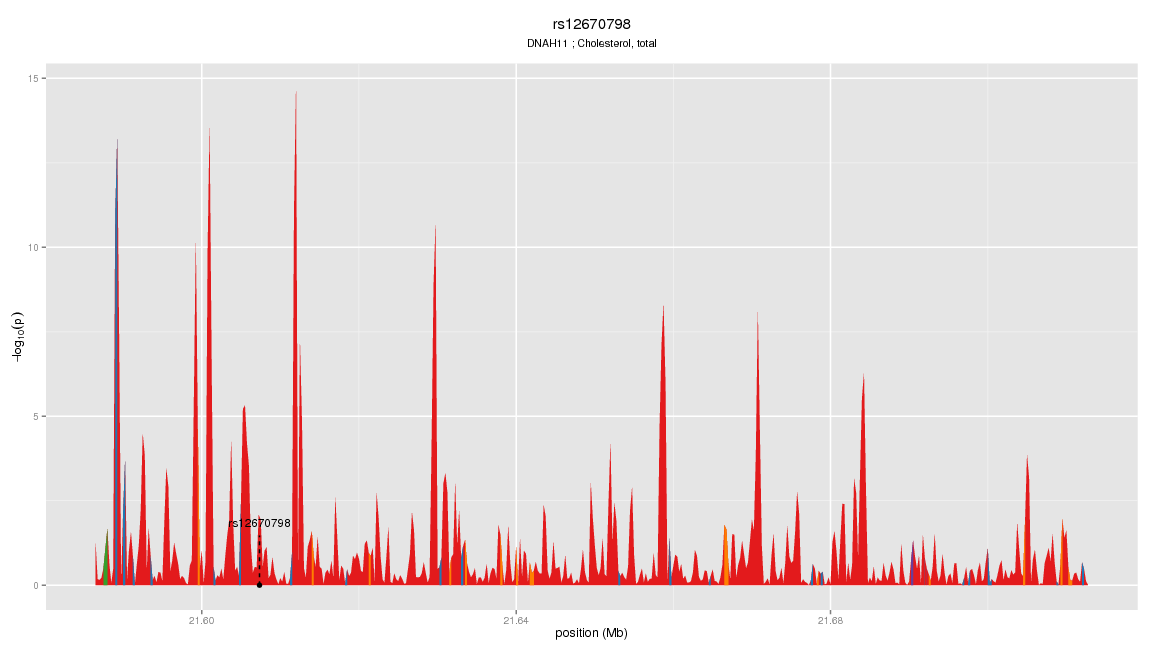 rs12670798
DNAH11 ; Cholesterol, total
15
10
5
0
−log10(p)
rs12670798
21.60
21.64
21.68
position (Mb)